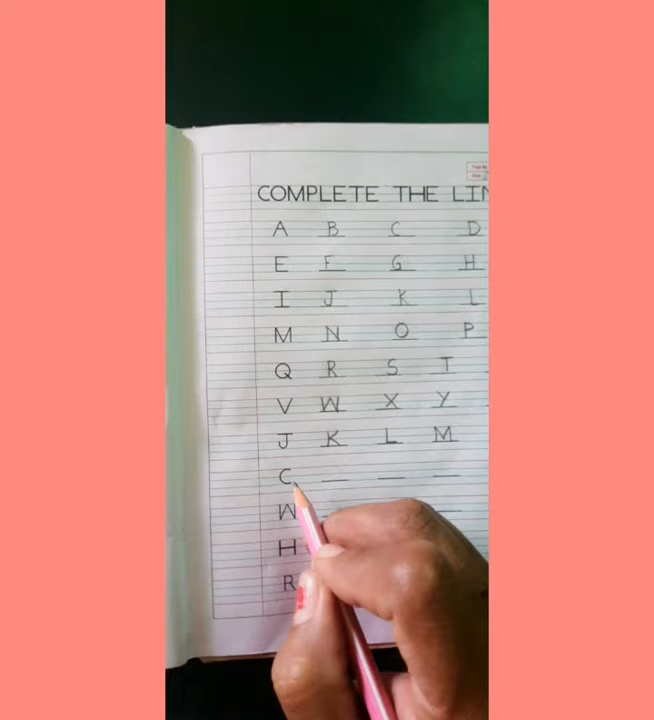 COMPLETE THE LIN
A B C D
E F G H
I J K L
M N O P
Q R S T
V W X Y
J K L M
C
W
H
R